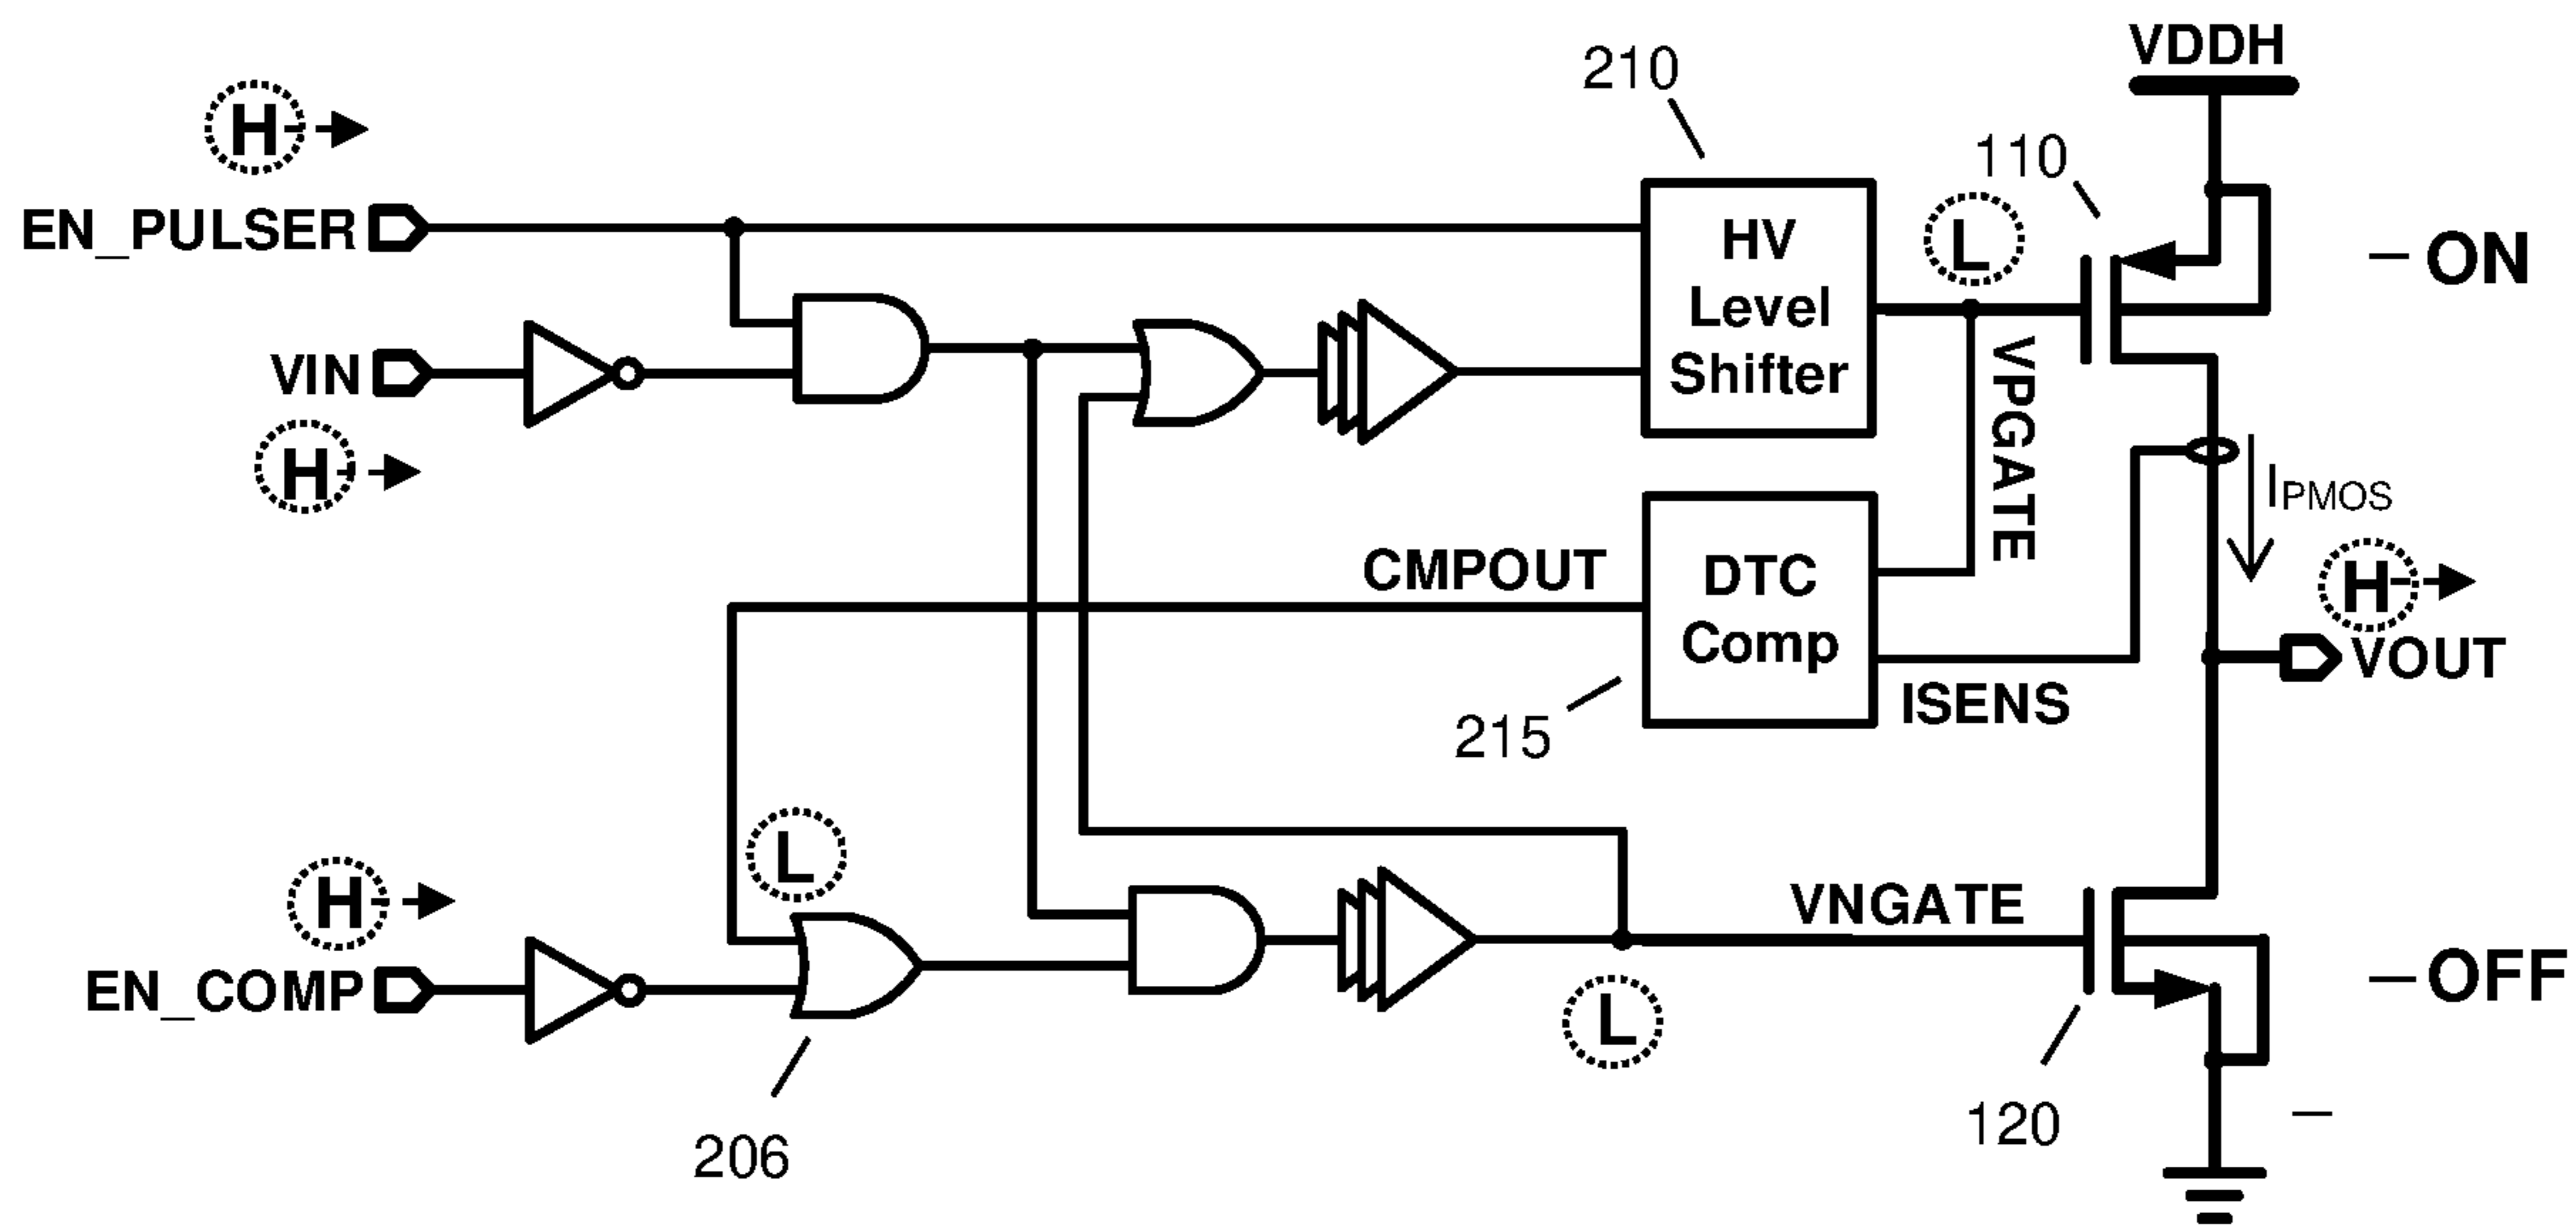 VDDH
210
H
110
EN_PULSER
HV
Level
Shifter
L
ON
VIN
VPGATE
H
IPMOS
CMPOUT
DTC
Comp
H
VOUT
ISENS
215
L
H
VNGATE
EN_COMP
OFF
L
206
120